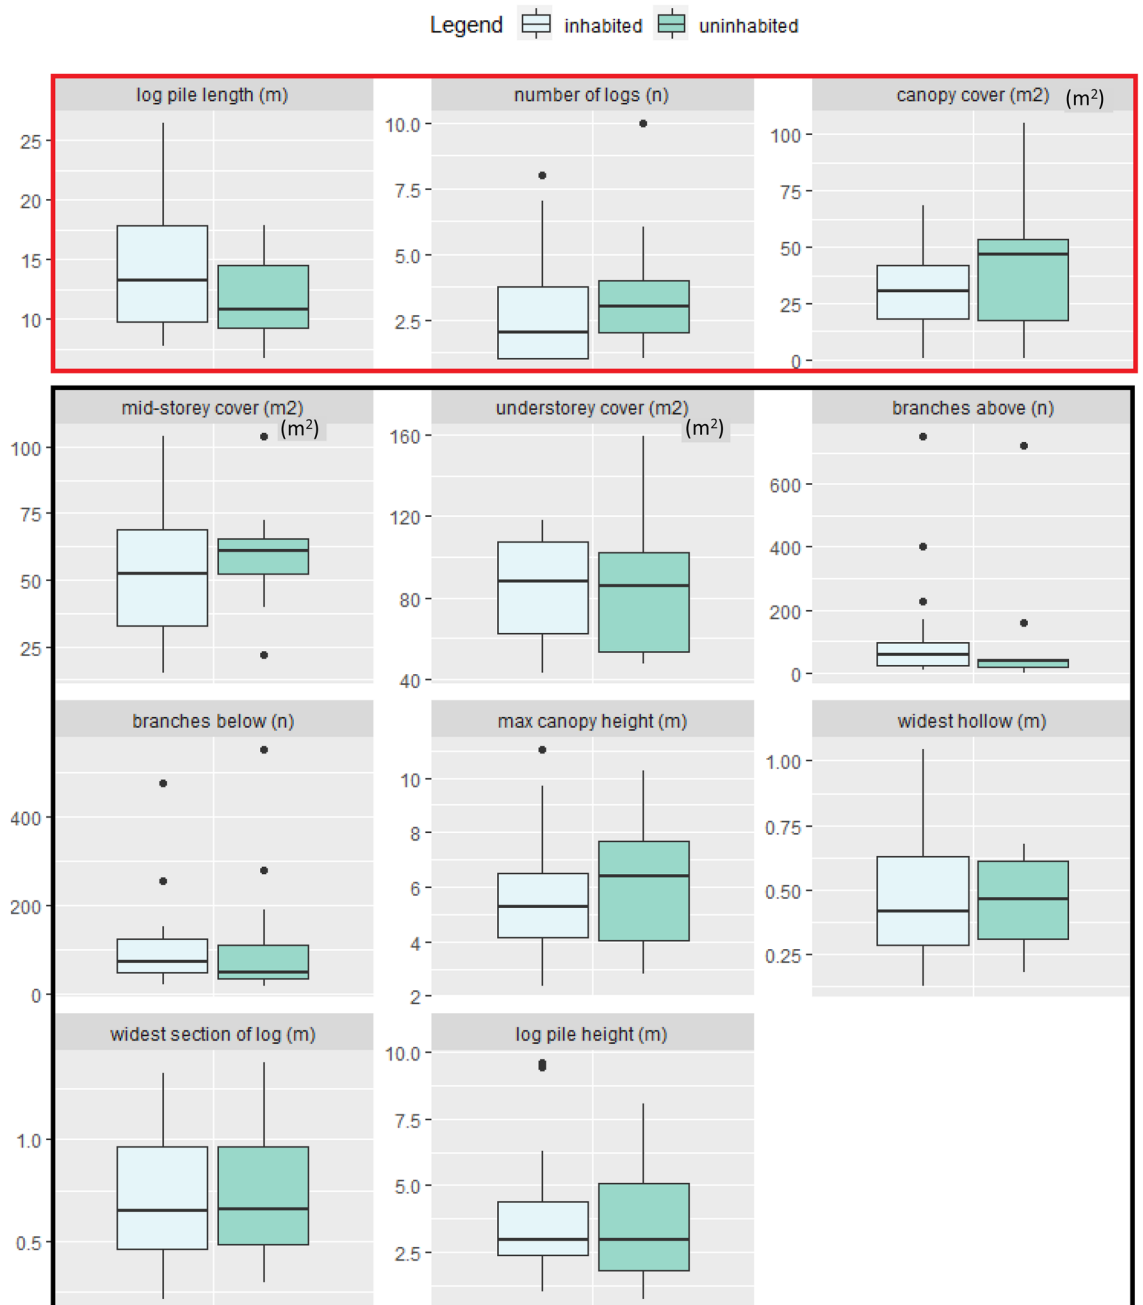 Legend inhabited uninhabited
log pile length (m) number of logs (n) canopy cover (m2) (m²)
25 10.0 100
20 7.5 75
15 5.0 50
10 2.5 25
0
mid-storey cover (m2) understorey cover (m2) branches above (n)
(m²) (m²)
100 160 600
75 120 400
50 80 200
25 40 0
branches below (n) max canopy height (m) widest hollow (m)
400 10 1.00
200 8 0.75
0 6 0.50
4 0.25
2
widest section of log (m) log pile height (m)
1.0 10.0
0.5 7.5
5.0
2.5